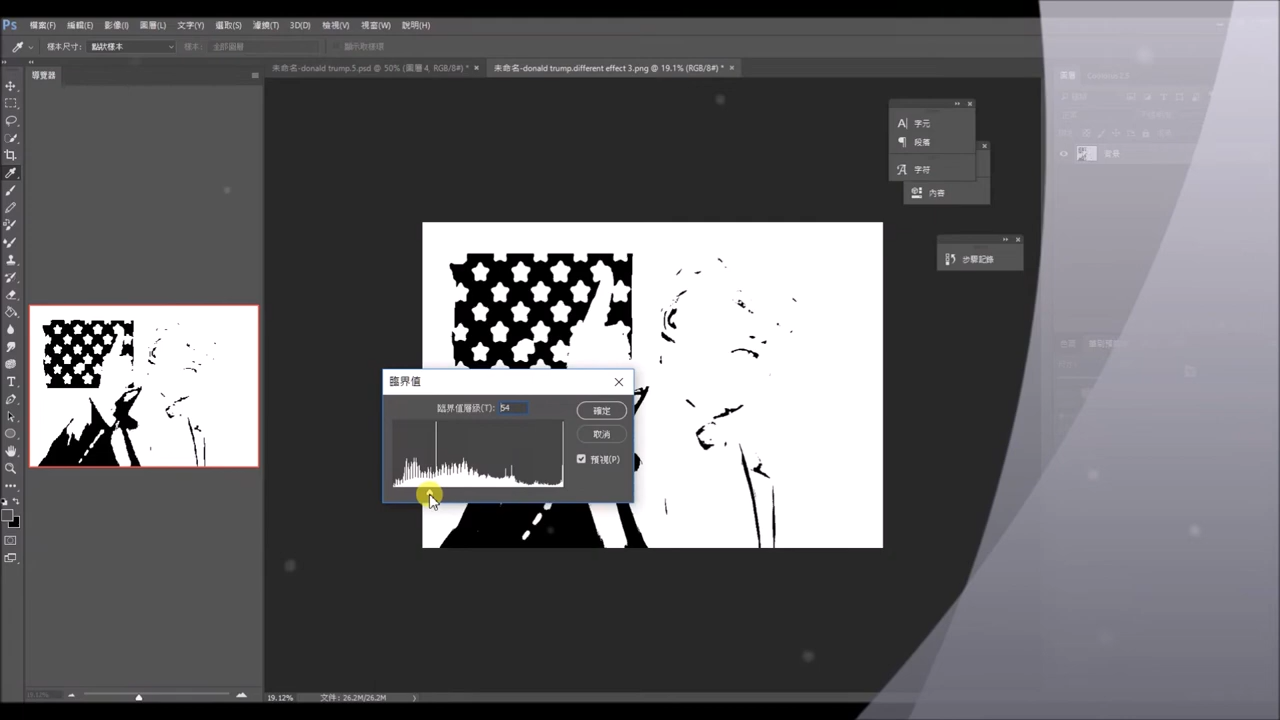 Ps 檔案(F) 編輯(E) 影像(I) 圖層(L) 文字(Y) 選取(S) 濾鏡(T) 3D(D) 檢視(V) 視窗(W) 說明(H)
樣本尺寸: 點狀樣本 樣本: 全部圖層 顯示取樣環
未命名-donald trump.5.psd @ 50% (圖層 4, RGB/8#) * ×
未命名-donald trump.different effect 3.png @ 19.1% (RGB/8#) * ×
導覽器
字元
段落
字符
內容
背景
步驟記錄
臨界值
臨界值層級(T): 54
確定
取消
預視(P)
19.12% 文件: 26.2M/26.2M